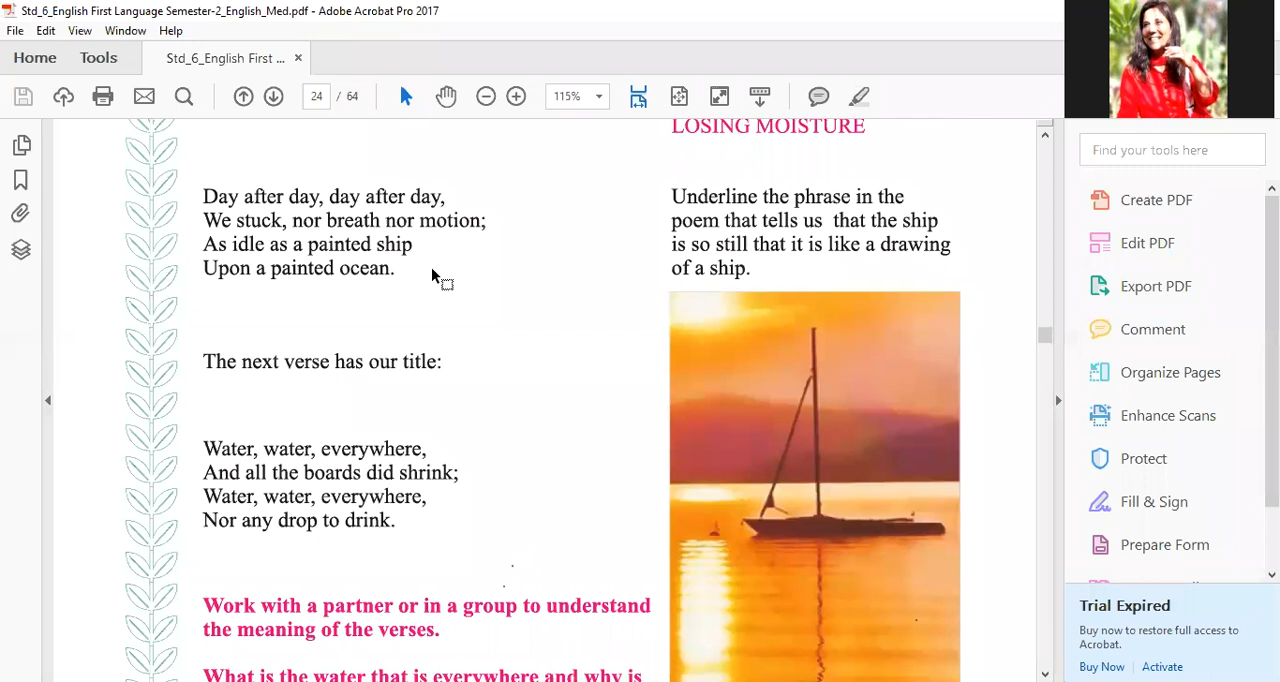 Std_6_English First Language Semester-2_English_Med.pdf - Adobe Acrobat Pro 2017
File Edit View Window Help
Home Tools Std_6_English First ... ×
24 / 64 115%
LOSING MOISTURE
Day after day, day after day,
We stuck, nor breath nor motion;
As idle as a painted ship
Upon a painted ocean.
Underline the phrase in the
poem that tells us that the ship
is so still that it is like a drawing
of a ship.
The next verse has our title:
Water, water, everywhere,
And all the boards did shrink;
Water, water, everywhere,
Nor any drop to drink.
Work with a partner or in a group to understand
the meaning of the verses.
What is the water that is everywhere and why is
Find your tools here
Create PDF
Edit PDF
Export PDF
Comment
Organize Pages
Enhance Scans
Protect
Fill & Sign
Prepare Form
Trial Expired
Buy now to restore full access to
Acrobat.
Buy Now | Activate